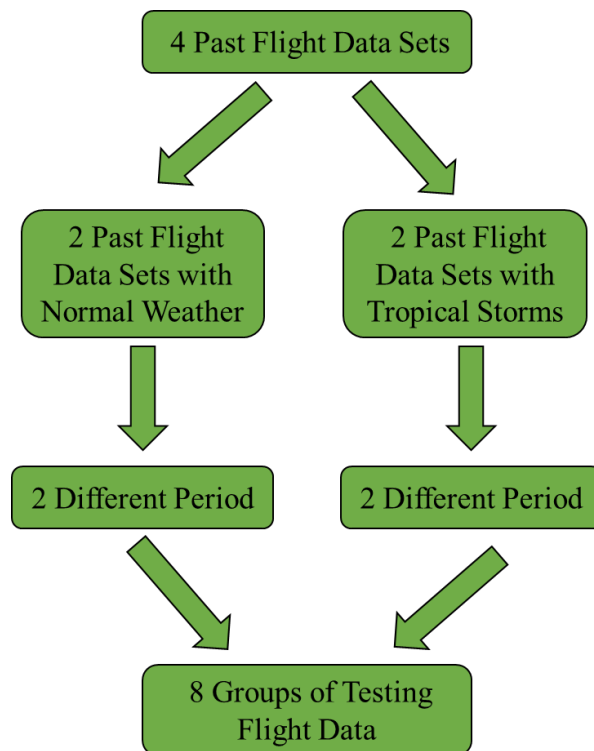 4 Past Flight Data Sets
2 Past Flight
Data Sets with
Normal Weather
2 Past Flight
Data Sets with
Tropical Storms
2 Different Period
2 Different Period
8 Groups of Testing
Flight Data